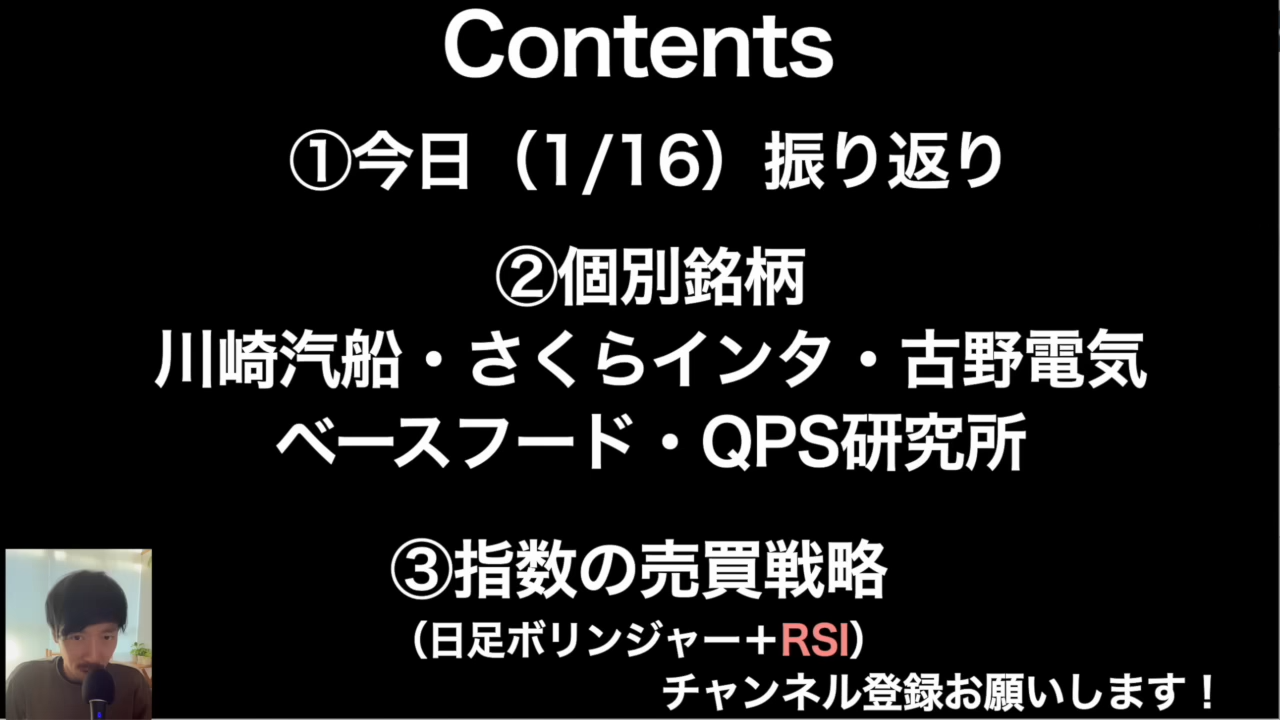 Contents
①今日（1/16）振り返り
②個別銘柄
川崎汽船・さくらインタ・古野電気
ベースフード・QPS研究所
③指数の売買戦略
（日足ボリンジャー＋RSI）
チャンネル登録お願いします！